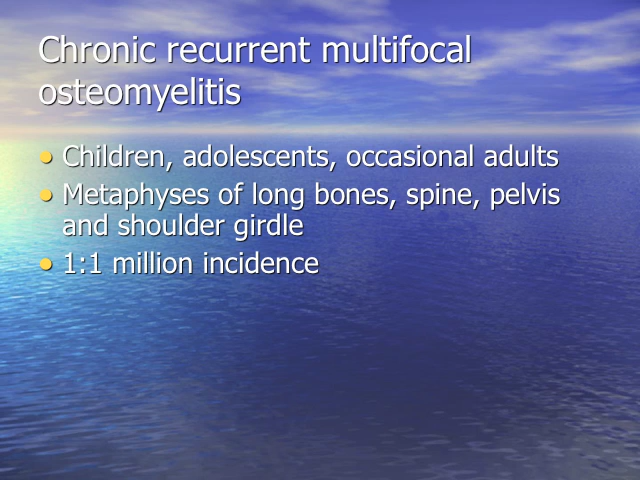 Chronic recurrent multifocal
osteomyelitis
• Children, adolescents, occasional adults
• Metaphyses of long bones, spine, pelvis
and shoulder girdle
• 1:1 million incidence